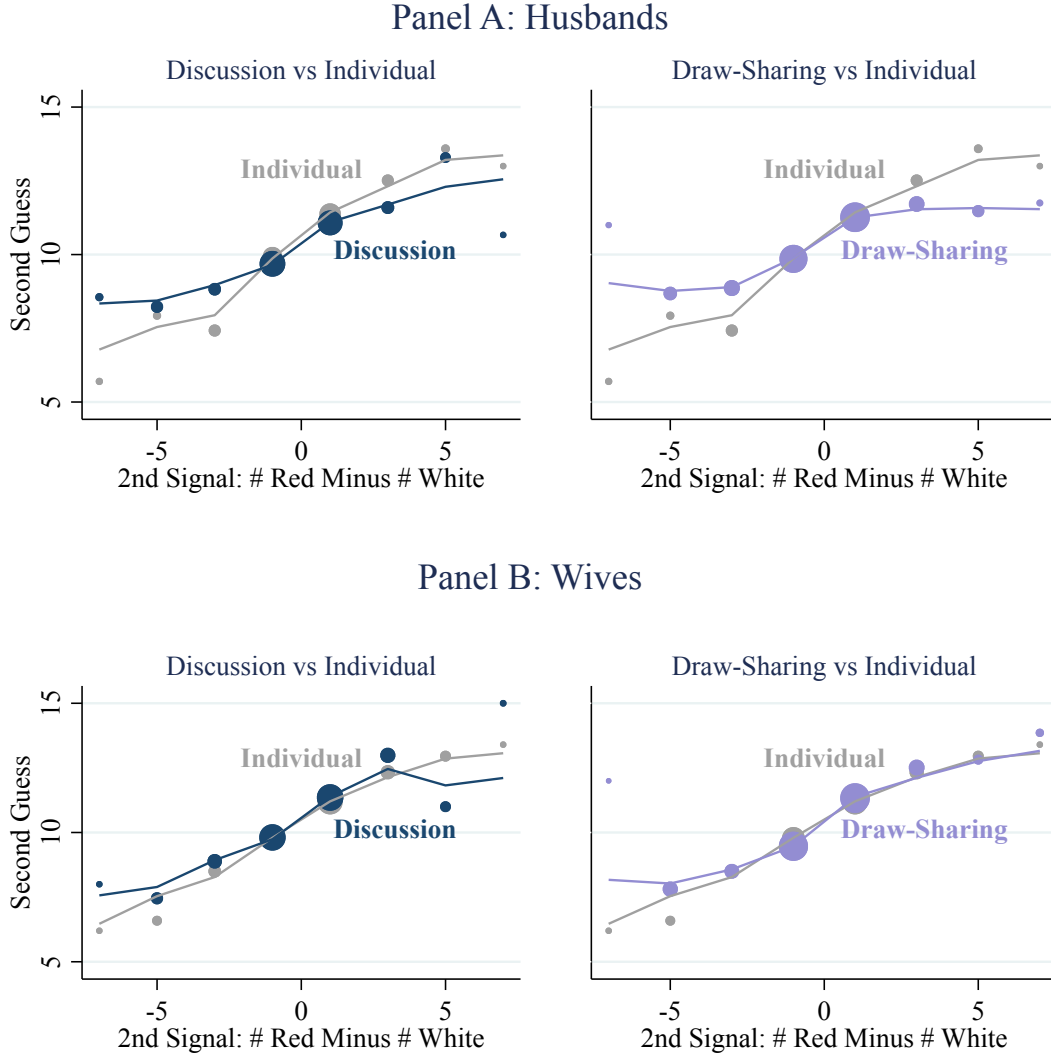 Panel A: Husbands
Discussion vs Individual
Draw-Sharing vs Individual
Second Guess
15
10
5
Individual
Discussion
-5
0
5
2nd Signal: # Red Minus # White
Individual
Draw-Sharing
-5
0
5
2nd Signal: # Red Minus # White
Panel B: Wives
Discussion vs Individual
Draw-Sharing vs Individual
Second Guess
15
10
5
Individual
Discussion
-5
0
5
2nd Signal: # Red Minus # White
Individual
Draw-Sharing
-5
0
5
2nd Signal: # Red Minus # White